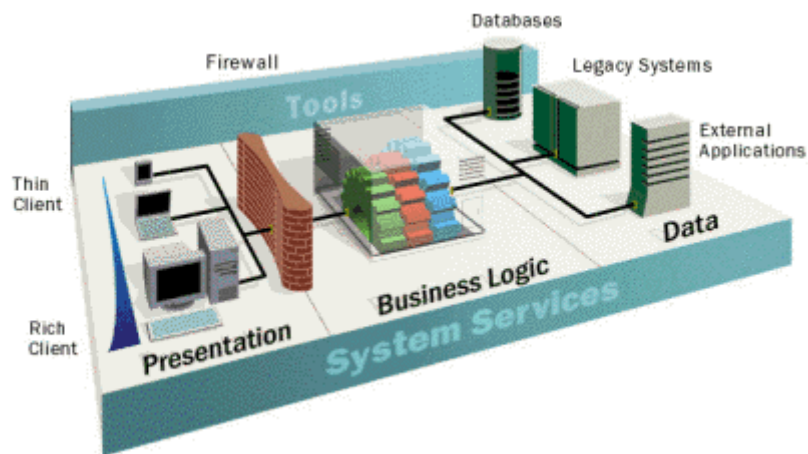 Databases
Firewall
Legacy Systems
Tools
External
Applications
Thin
Client
Data
Business Logic
System Services
Rich
Client
Presentation